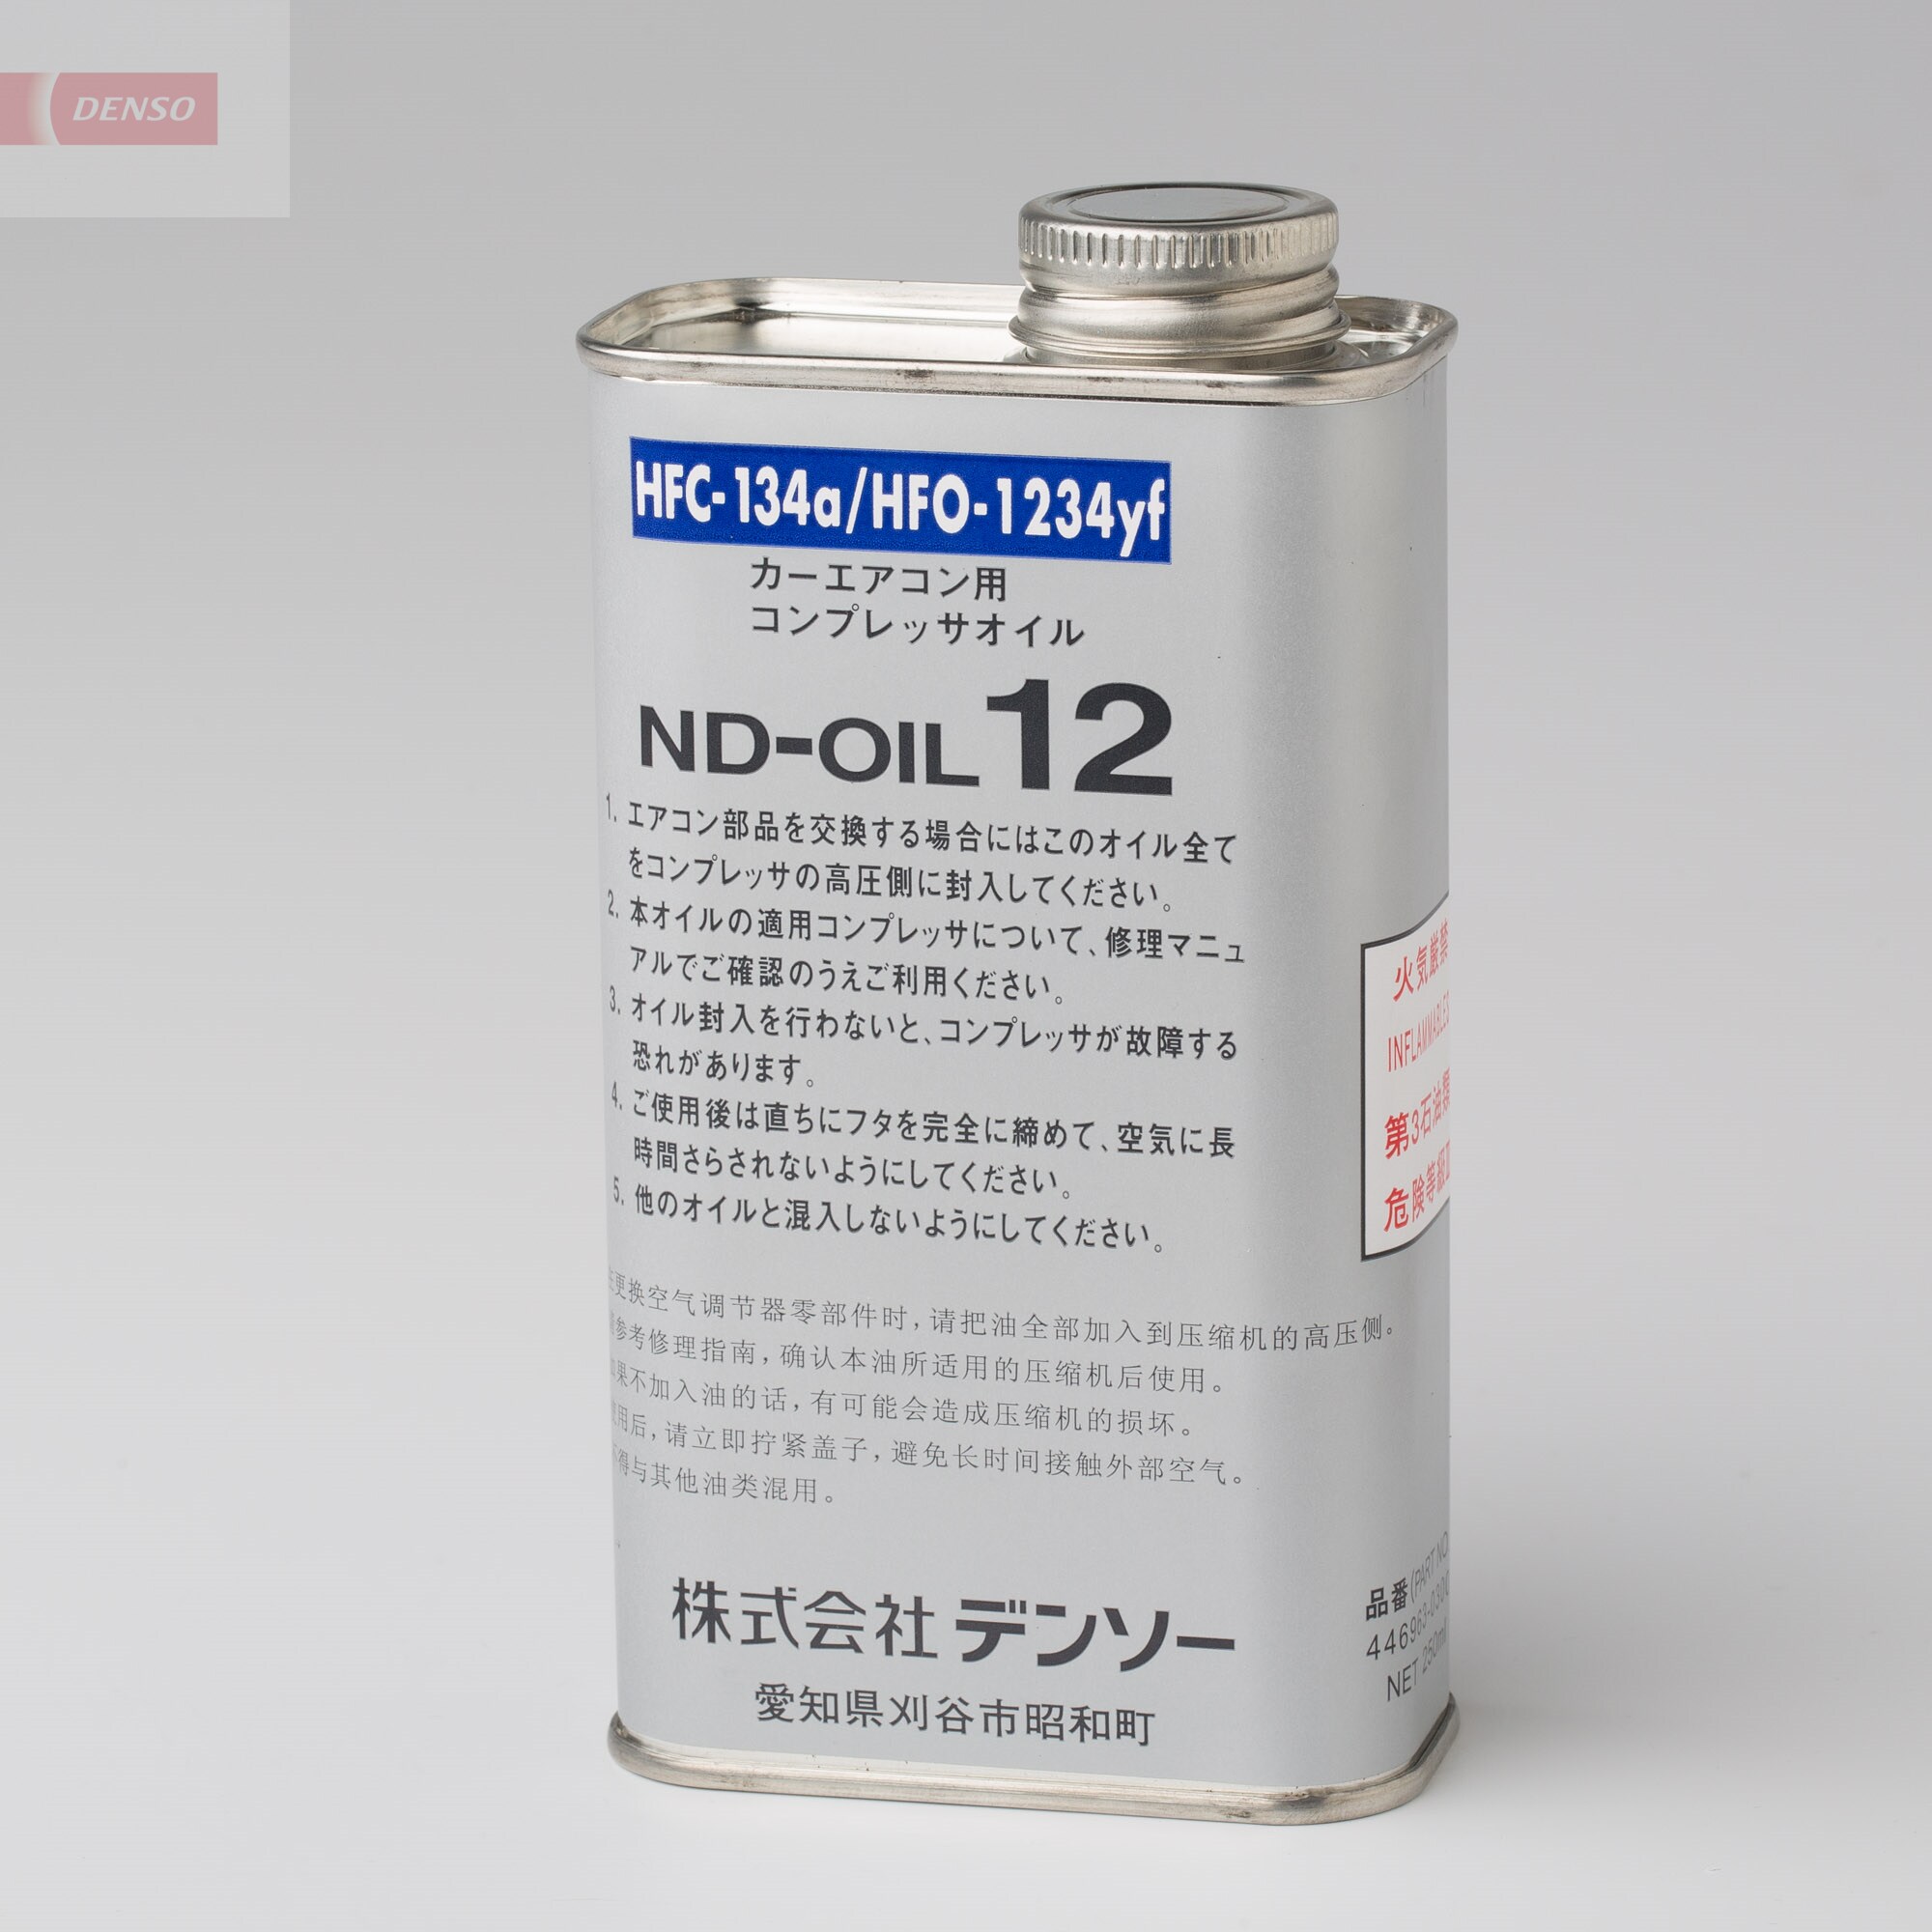 DENSO
HFC-134a/HFO-1234yf
カーエアコン用
コンプレッサオイル
ND-OIL12
1. エアコン部品を交換する場合にはこのオイル全て
をコンプレッサの高圧側に封入してください。
2. 本オイルの適用コンプレッサについて、修理マニュ
アルでご確認のうえご利用ください。
3. オイル封入を行わないと、コンプレッサが故障する
恐れがあります。
4. ご使用後は直ちにフタを完全に締めて、空気に長
時間さらされないようにしてください。
5. 他のオイルと混入しないようにしてください。
更换空气调节器零部件时，请把油全部加入到压缩机的高压侧。
参考修理指南，确认本油所适用的压缩机后使用。
果不加入油的话，有可能会造成压缩机的损坏。
用后，请立即拧紧盖子，避免长时间接触外部空气。
得与其他油类混用。
株式会社 デンソー
愛知県刈谷市昭和町
火気厳禁
INFLAMMABLES
第3石油類
危険等級
品番(PART NO
446963-030
NET 250ml